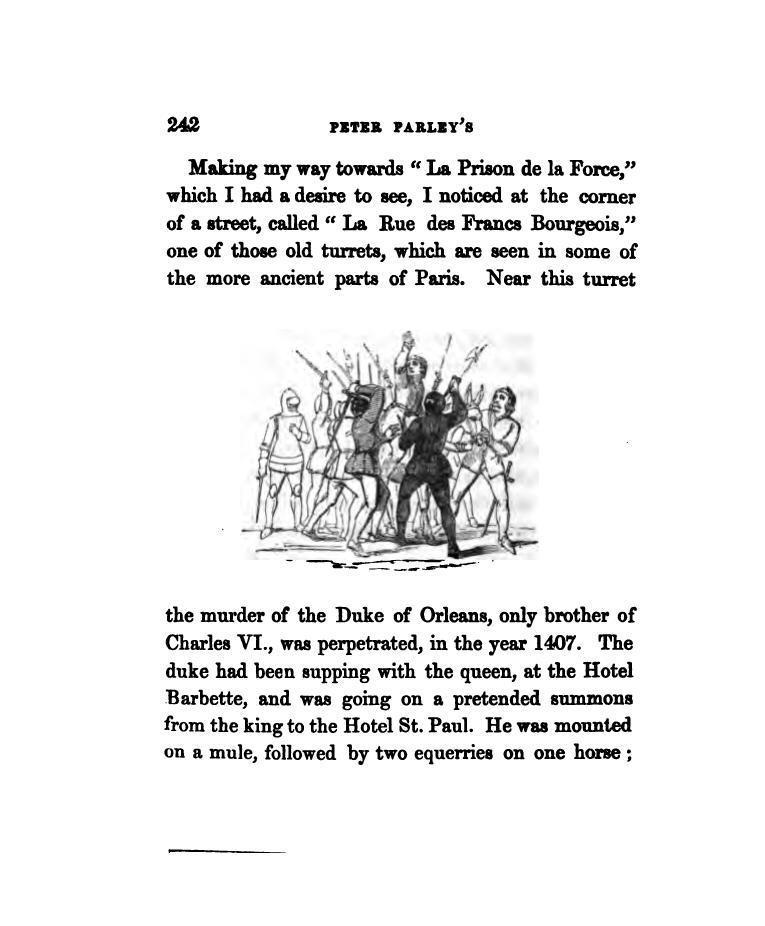 242 PETER PARLEY'S
Making my way towards “ La Prison de la Force,”
which I had a desire to see, I noticed at the corner
of a street, called “ La Rue des Francs Bourgeois,”
one of those old turrets, which are seen in some of
the more ancient parts of Paris. Near this turret
the murder of the Duke of Orleans, only brother of
Charles VI., was perpetrated, in the year 1407. The
duke had been supping with the queen, at the Hotel
Barbette, and was going on a pretended summons
from the king to the Hotel St. Paul. He was mounted
on a mule, followed by two equerries on one horse ;